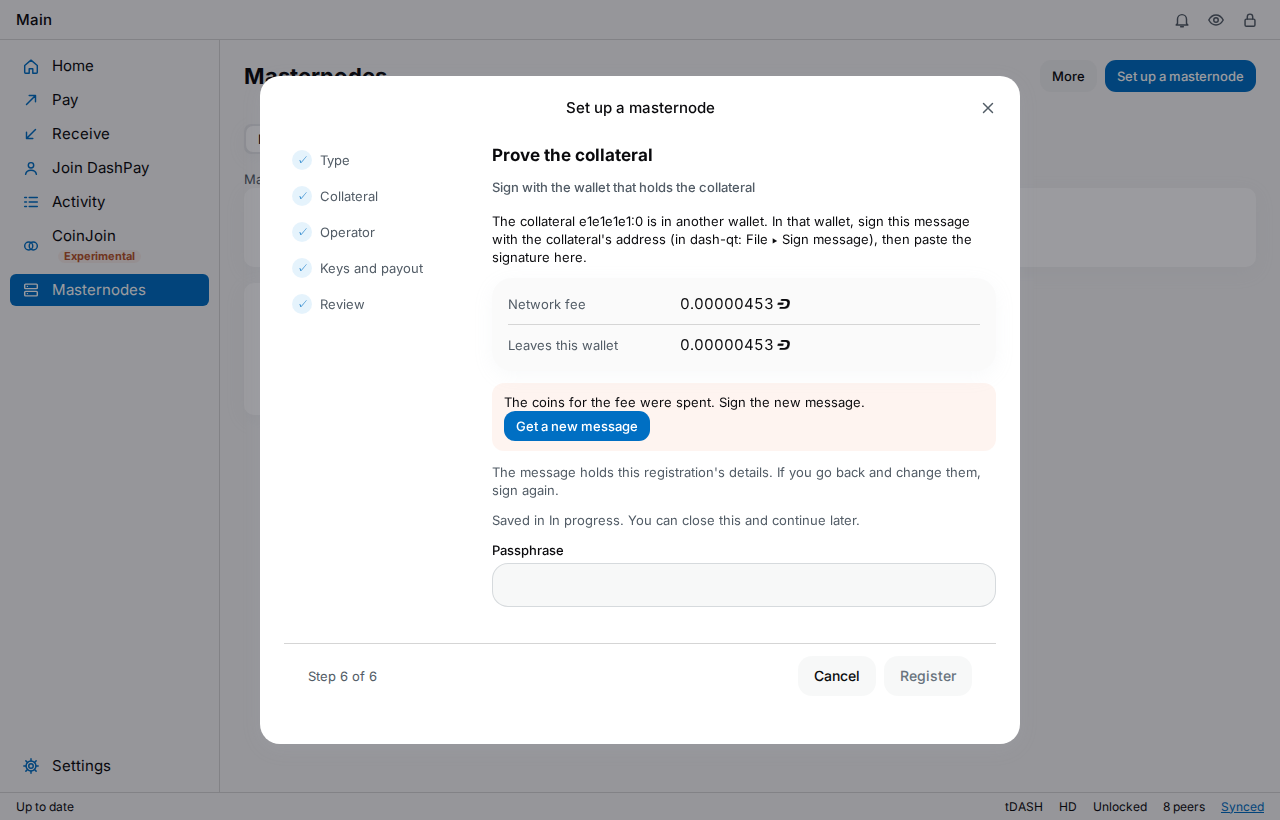 Main
Home
Pay
Receive
Join DashPay
Activity
CoinJoin
Experimental
Masternodes
Settings
Masternodes
More
Set up a masternode
Set up a masternode
Type
Collateral
Operator
Keys and payout
Review
Prove the collateral
Sign with the wallet that holds the collateral
The collateral e1e1e1e1:0 is in another wallet. In that wallet, sign this message
with the collateral's address (in dash-qt: File ▸ Sign message), then paste the
signature here.
Network fee 0.00000453
Leaves this wallet 0.00000453
The coins for the fee were spent. Sign the new message.
Get a new message
The message holds this registration's details. If you go back and change them,
sign again.
Saved in In progress. You can close this and continue later.
Passphrase
Step 6 of 6
Cancel
Register
Up to date
tDASH HD Unlocked 8 peers Synced